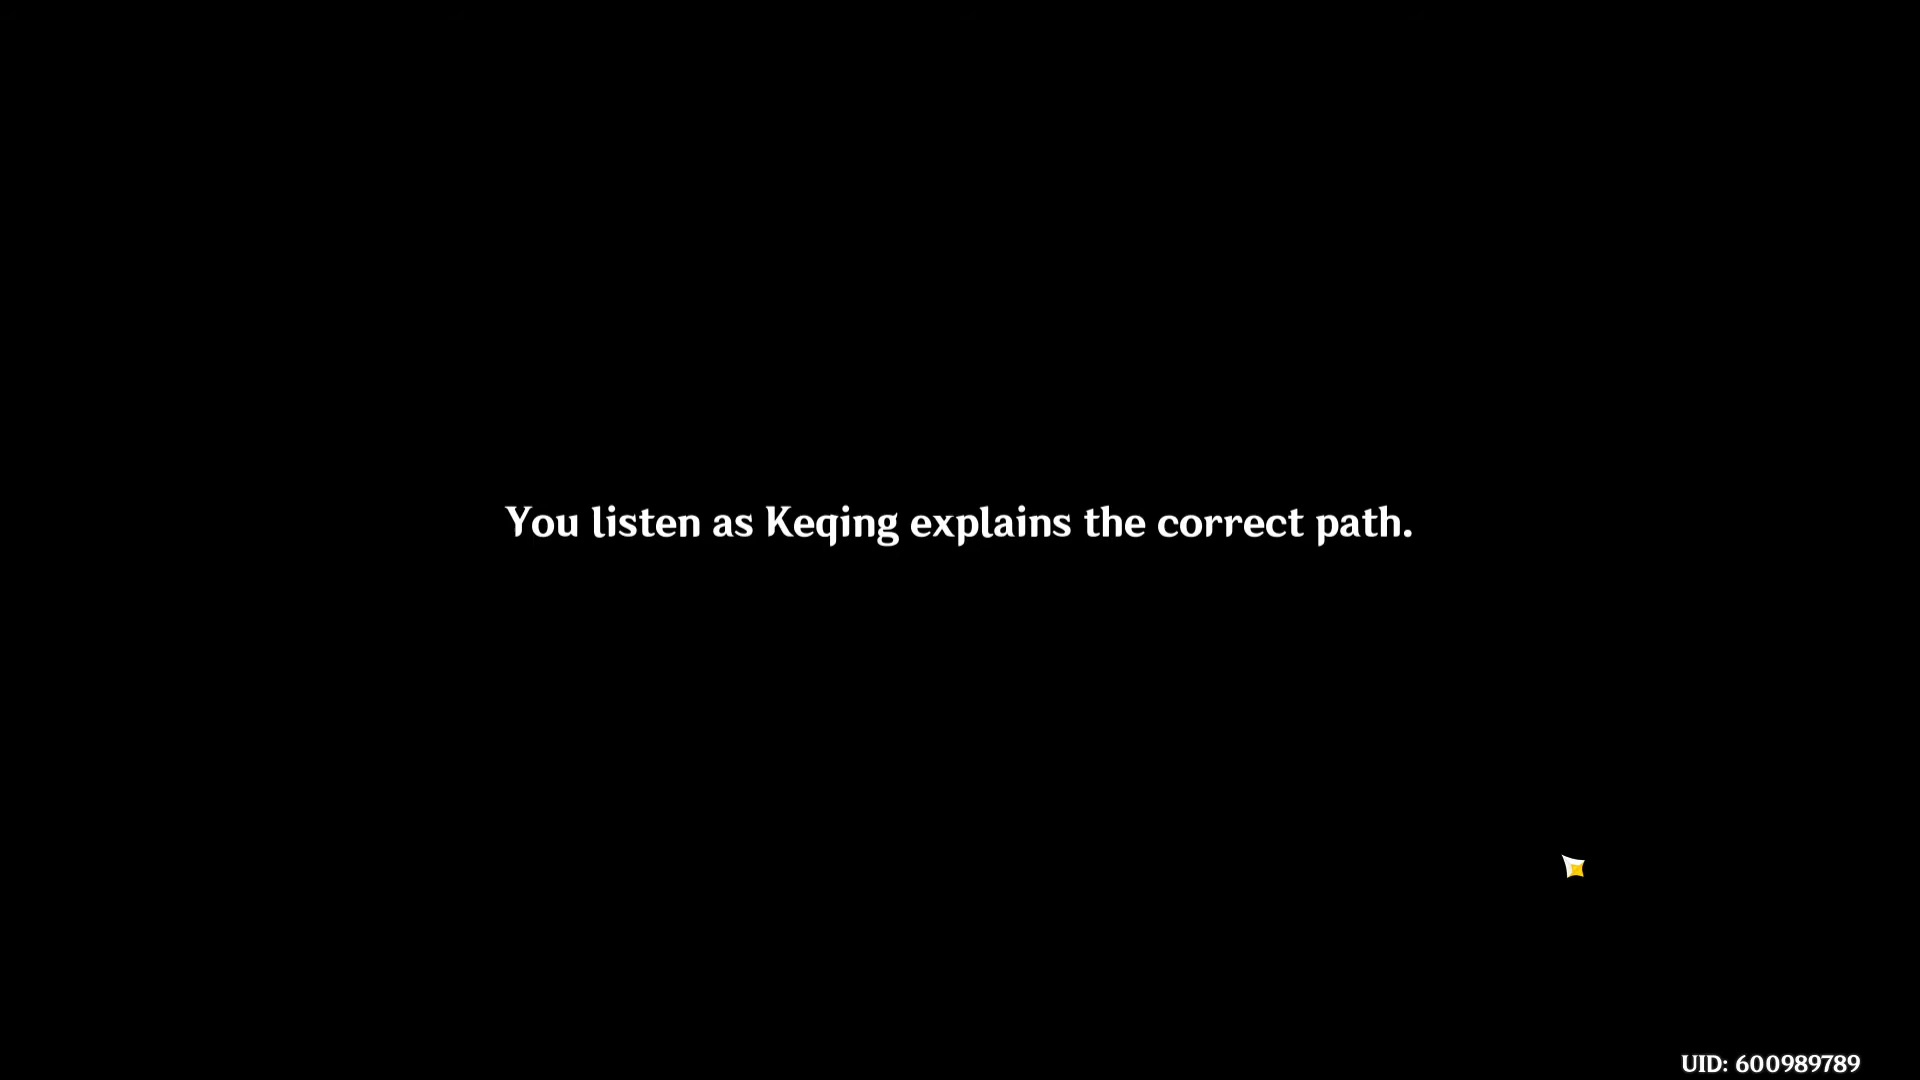 You listen as Keqing explains the correct path.
UID: 600989789